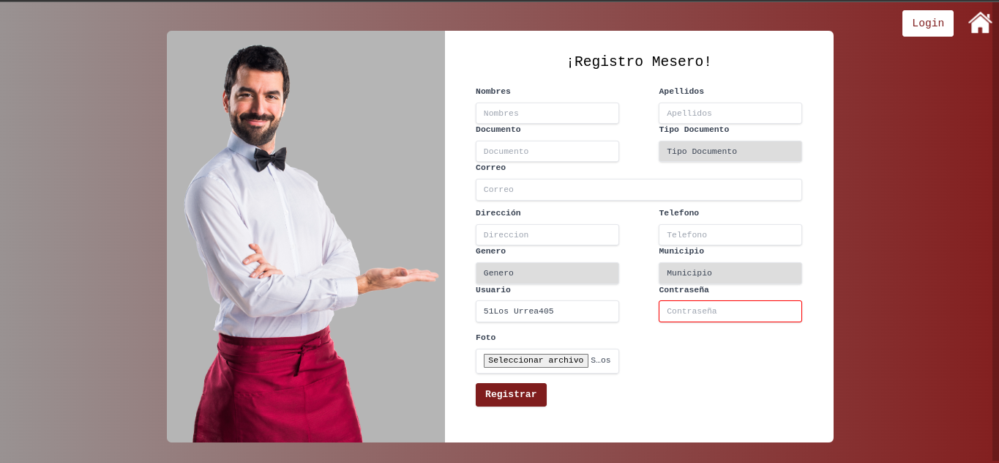 Login
¡Registro Mesero!
Nombres Apellidos
Nombres Apellidos
Documento Tipo Documento
Documento Tipo Documento
Correo
Correo
Dirección Telefono
Direccion Telefono
Genero Municipio
Genero Municipio
Usuario Contraseña
51Los Urrea405 Contraseña
Foto
Seleccionar archivo S…os
Registrar